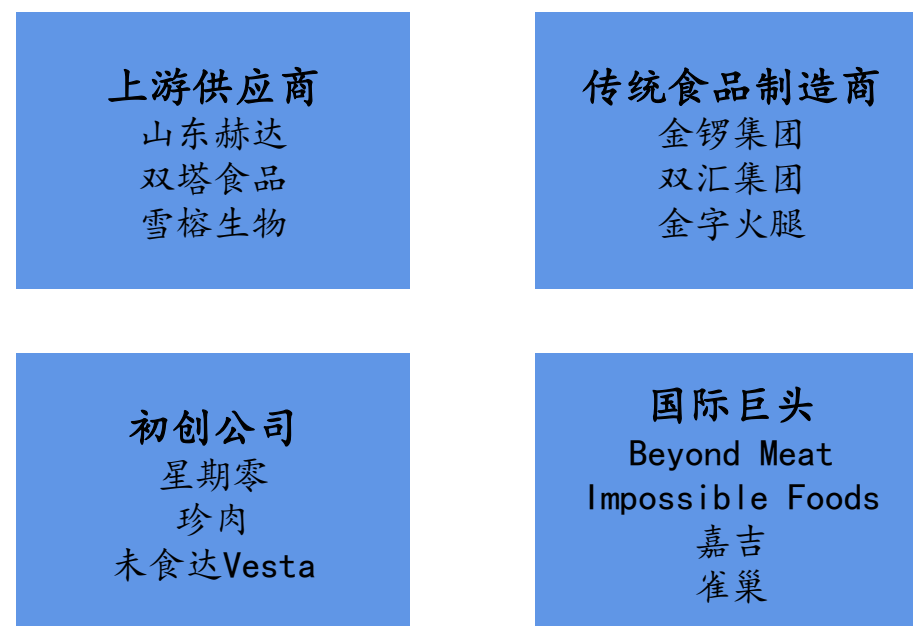 上游供应商
山东赫达
双塔食品
雪榕生物
传统食品制造商
金锣集团
双汇集团
金字火腿
初创公司
星期零
珍肉
未食达Vesta
国际巨头
Beyond Meat
Impossible Foods
嘉吉
雀巢